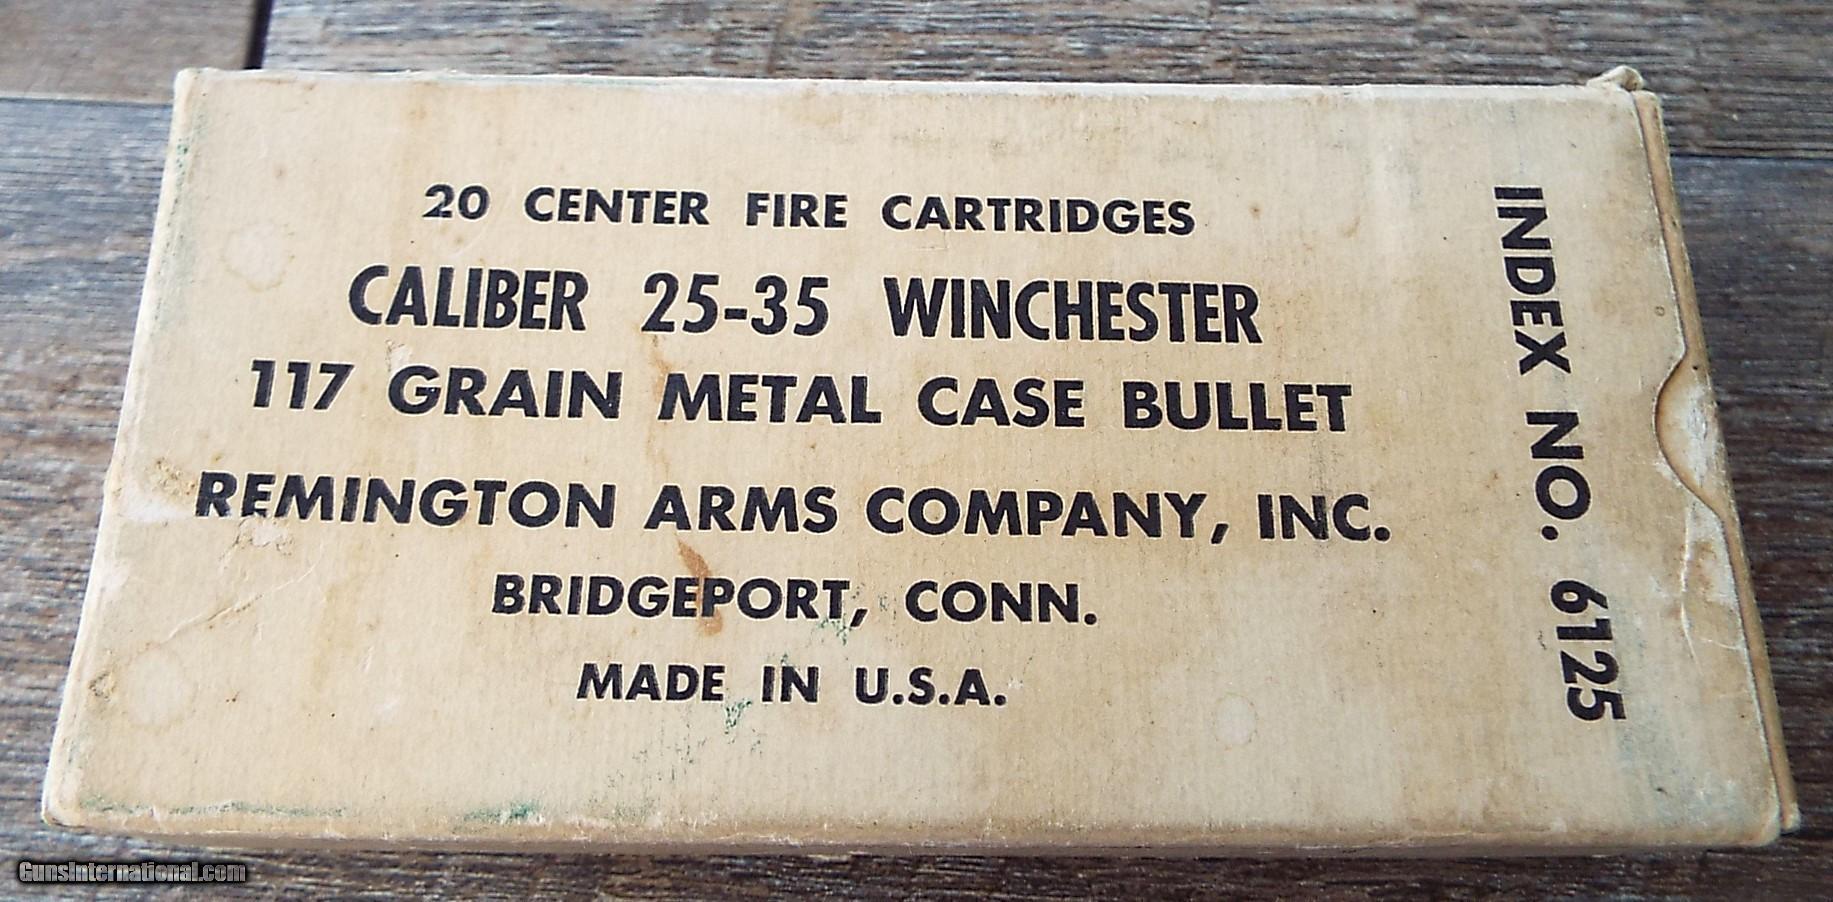 20 CENTER FIRE CARTRIDGES
CALIBER 25-35 WINCHESTER
117 GRAIN METAL CASE BULLET
REMINGTON ARMS COMPANY, INC.
BRIDGEPORT, CONN.
MADE IN U.S.A.
INDEX NO. 6125
GunsInternational.com